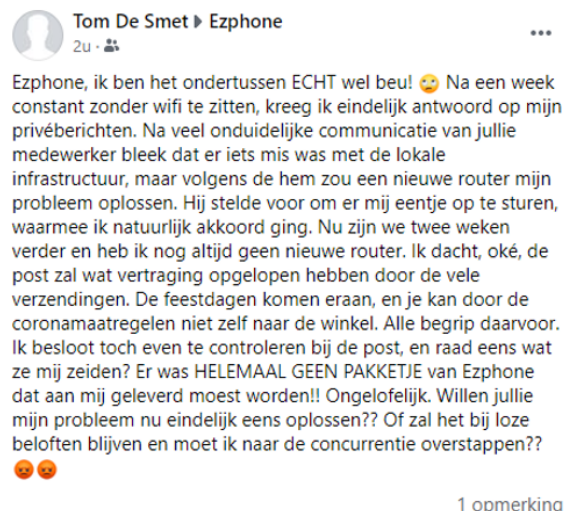 Tom De Smet ▶ Ezphone
2u ·
Ezphone, ik ben het ondertussen ECHT wel beu! 🙄 Na een week
constant zonder wifi te zitten, kreeg ik eindelijk antwoord op mijn
privéberichten. Na veel onduidelijke communicatie van jullie
medewerker bleek dat er iets mis was met de lokale
infrastructuur, maar volgens de hem zou een nieuwe router mijn
probleem oplossen. Hij stelde voor om er mij eentje op te sturen,
waarmee ik natuurlijk akkoord ging. Nu zijn we twee weken
verder en heb ik nog altijd geen nieuwe router. Ik dacht, oké, de
post zal wat vertraging opgelopen hebben door de vele
verzendingen. De feestdagen komen eraan, en je kan door de
coronamaatregelen niet zelf naar de winkel. Alle begrip daarvoor.
Ik besloot toch even te controleren bij de post, en raad eens wat
ze mij zeiden? Er was HELEMAAL GEEN PAKKETJE van Ezphone
dat aan mij geleverd moest worden!! Ongelofelijk. Willen jullie
mijn probleem nu eindelijk eens oplossen?? Of zal het bij loze
beloften blijven en moet ik naar de concurrentie overstappen??
😡😡
1 opmerking